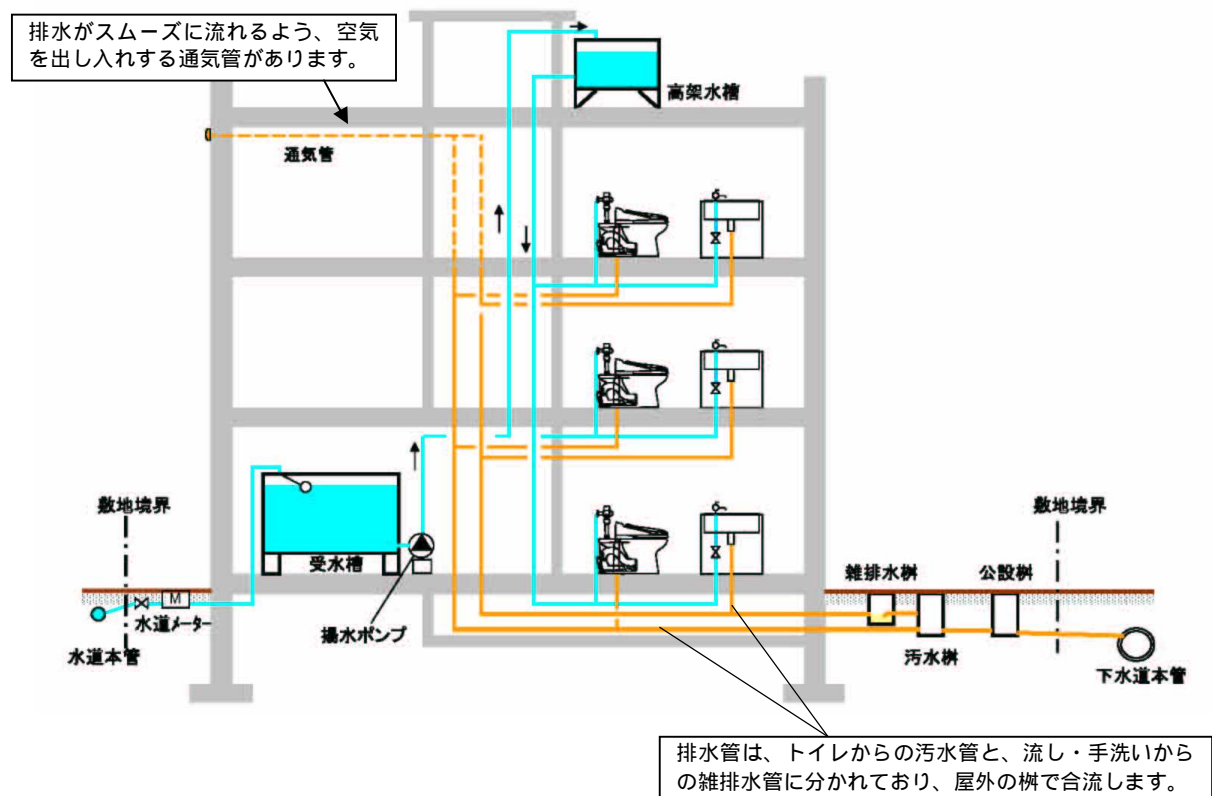 排水がスムーズに流れるよう、空気
を出し入れする通気管があります。
高架水槽
通気管
敷地境界
受水槽
M
水道メーター
水道本管
揚水ポンプ
敷地境界
雑排水桝
公設桝
汚水桝
下水道本管
排水管は、トイレからの汚水管と、流し・手洗いから
の雑排水管に分かれており、屋外の桝で合流します。